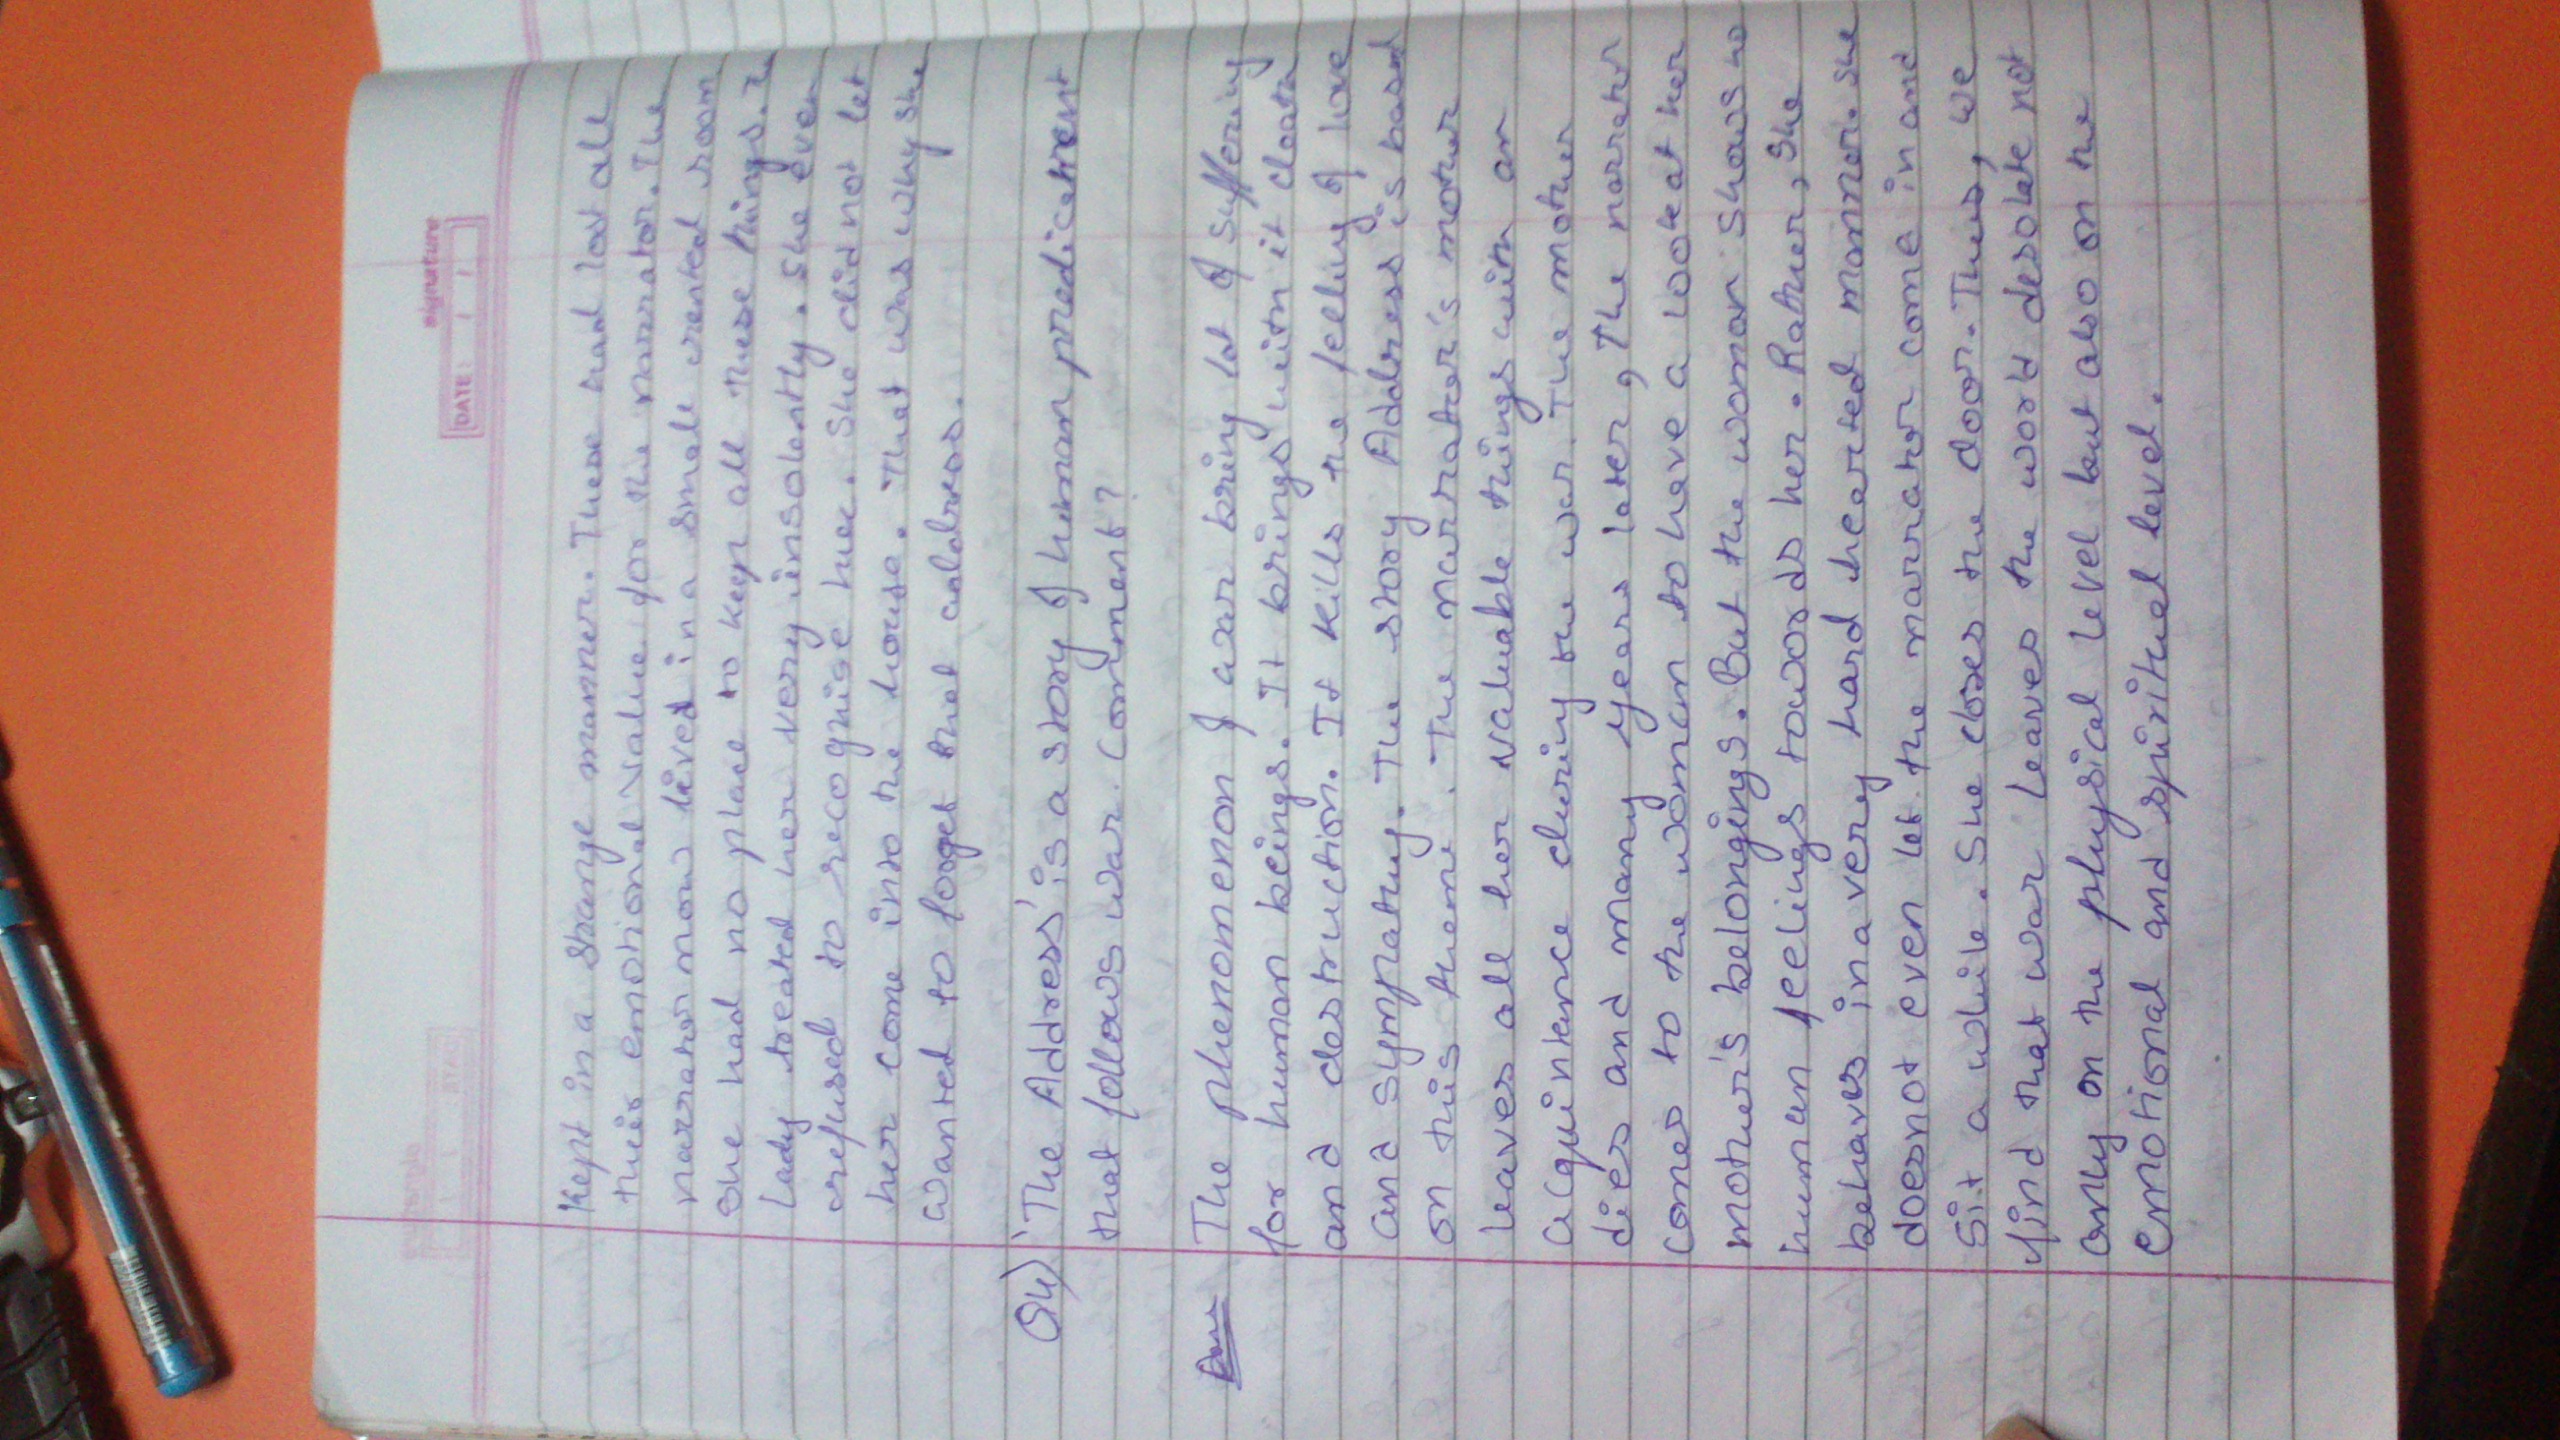 signature
DATE: / /
Kept in a strange manner. These had lost all
their emotional value for the narrator. The
narrator now lived in a small rented room
She had no place to keep all these things.
Lady treated her very insolently. She even
refused to recognise her. She did not let
her come into the house. That was why she
wanted to forget that address.
Q4) 'The Address' is a story of human predicament
that follows war. Comment?
Ans The phenomenon of war bring lot of suffering
for human beings. It brings with it death
and destruction. It kills the feeling of love
and sympathy. The story Address is based
on this theme. The narrator's mother
leaves all her valuable things with an
acquintance during the war. The mother
dies and many years later, The narrator
comes to the woman to have a look at her
mother's belongings. But the woman shows no
human feelings towords her. Rather, She
behaves in a very hard hearted manner. She
doesnot even let the narrator come in and
Sit a while. She closes the door. Thus, we
find that war leaves the world desolate not
only on the physical level but also on the
emotional and spiritual level.